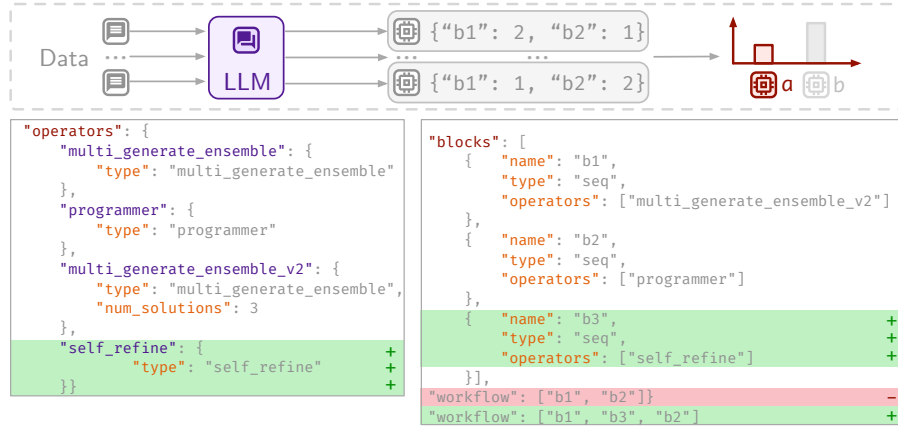 Data
...
LLM
{“b1”: 2, “b2”: 1}
... ...
{“b1”: 1, “b2”: 2}
a b
"operators": {
"multi_generate_ensemble": {
"type": "multi_generate_ensemble"
},
"programmer": {
"type": "programmer"
},
"multi_generate_ensemble_v2": {
"type": "multi_generate_ensemble",
"num_solutions": 3
},
"self_refine": { +
"type": "self_refine" +
}} +
"blocks": [
{ "name": "b1",
"type": "seq",
"operators": ["multi_generate_ensemble_v2"]
},
{ "name": "b2",
"type": "seq",
"operators": ["programmer"]
},
{ "name": "b3", +
"type": "seq", +
"operators": ["self_refine"] +
}],
"workflow": ["b1", "b2"]} -
"workflow": ["b1", "b3", "b2"] +